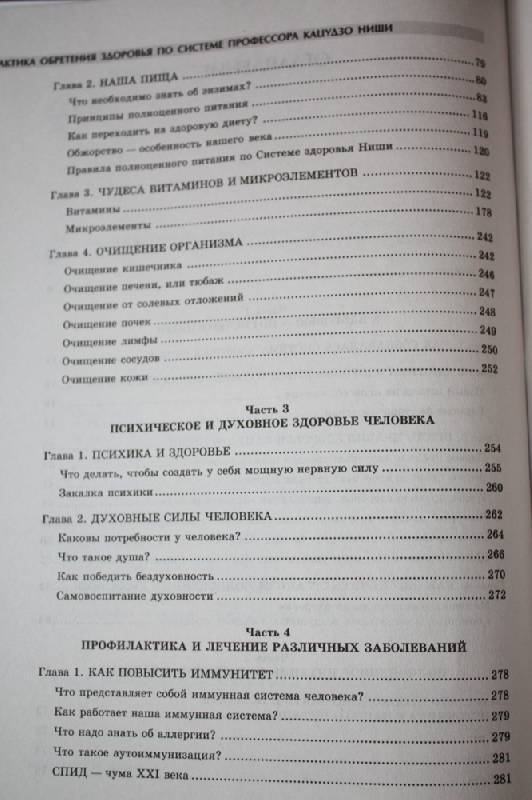 АКТИКА ОБРЕТЕНИЯ ЗДОРОВЬЯ ПО СИСТЕМЕ ПРОФЕССОРА КАЦУДЗО НИШИ
Глава 2. НАША ПИЩА 79
Что необходимо знать об энзимах? 80
Принципы полноценного питания 83
Как переходить на здоровую диету? 116
Обжорство — особенность нашего века 119
Правила полноценного питания по Системе здоровья Ниши 120
Глава 3. ЧУДЕСА ВИТАМИНОВ И МИКРОЭЛЕМЕНТОВ 122
Витамины 122
Микроэлементы 178
Глава 4. ОЧИЩЕНИЕ ОРГАНИЗМА 242
Очищение кишечника 242
Очищение печени, или тюбаж 246
Очищение от солевых отложений 247
Очищение почек 248
Очищение лимфы 249
Очищение сосудов 250
Очищение кожи 252
Часть 3
ПСИХИЧЕСКОЕ И ДУХОВНОЕ ЗДОРОВЬЕ ЧЕЛОВЕКА
Глава 1. ПСИХИКА И ЗДОРОВЬЕ 254
Что делать, чтобы создать у себя мощную нервную силу 255
Закалка психики 260
Глава 2. ДУХОВНЫЕ СИЛЫ ЧЕЛОВЕКА 262
Каковы потребности у человека? 264
Что такое душа? 266
Как победить бездуховность 270
Самовоспитание духовности 272
Часть 4
ПРОФИЛАКТИКА И ЛЕЧЕНИЕ РАЗЛИЧНЫХ ЗАБОЛЕВАНИЙ
Глава 1. КАК ПОВЫСИТЬ ИММУНИТЕТ 278
Что представляет собой иммунная система человека? 278
Как работает наша иммунная система? 279
Что надо знать об аллергии? 279
Что такое аутоиммунизация? 281
СПИД — чума XXI века 281